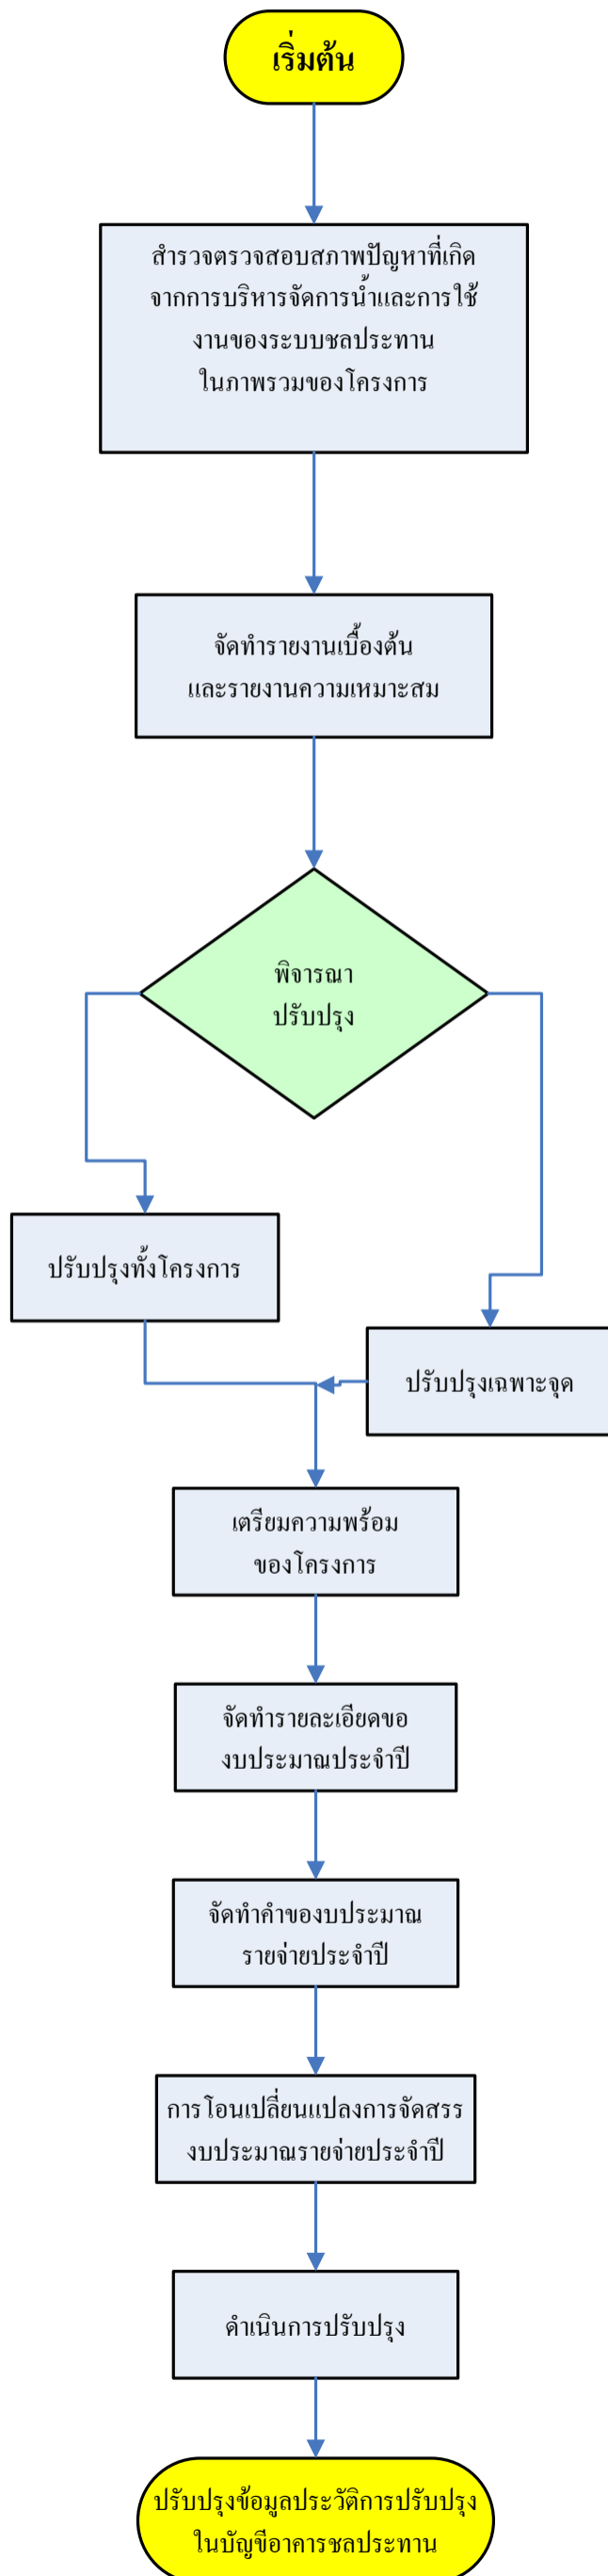 เริ่มต้น
สำรวจตรวจสอบสภาพปัญหาที่เกิด
จากการบริหารจัดการน้ำและการใช้
งานของระบบชลประทาน
ในภาพรวมของโครงการ
จัดทำรายงานเบื้องต้น
และรายงานความเหมาะสม
พิจารณา
ปรับปรุง
ปรับปรุงทั้งโครงการ
ปรับปรุงเฉพาะจุด
เตรียมความพร้อม
ของโครงการ
จัดทำรายละเอียดขอ
งบประมาณประจำปี
จัดทำคำของบประมาณ
รายจ่ายประจำปี
การโอนเปลี่ยนแปลงการจัดสรร
งบประมาณรายจ่ายประจำปี
ดำเนินการปรับปรุง
ปรับปรุงข้อมูลประวัติการปรับปรุง
ในบัญชีอาคารชลประทาน